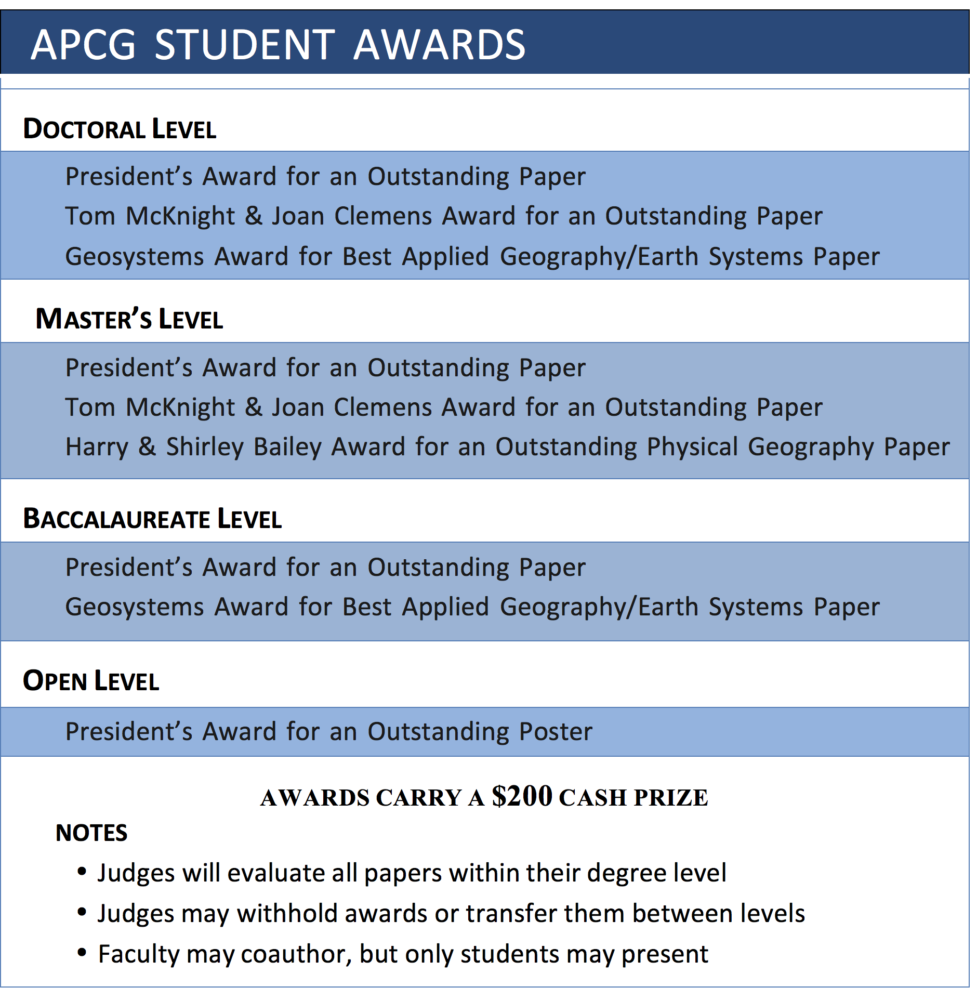 APCG STUDENT AWARDS
DOCTORAL LEVEL
President’s Award for an Outstanding Paper
Tom McKnight & Joan Clemens Award for an Outstanding Paper
Geosystems Award for Best Applied Geography/Earth Systems Paper
MASTER’S LEVEL
President’s Award for an Outstanding Paper
Tom McKnight & Joan Clemens Award for an Outstanding Paper
Harry & Shirley Bailey Award for an Outstanding Physical Geography Paper
BACCALAUREATE LEVEL
President’s Award for an Outstanding Paper
Geosystems Award for Best Applied Geography/Earth Systems Paper
OPEN LEVEL
President’s Award for an Outstanding Poster
AWARDS CARRY A $200 CASH PRIZE
NOTES
• Judges will evaluate all papers within their degree level
• Judges may withhold awards or transfer them between levels
• Faculty may coauthor, but only students may present